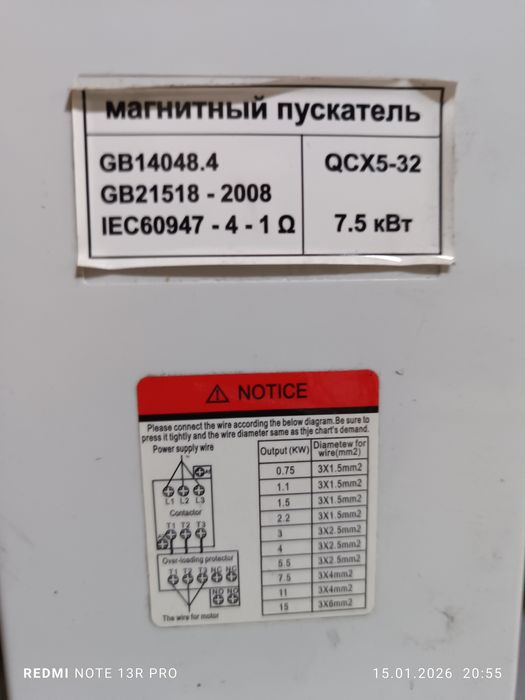 магнитный пускатель
GB14048.4
GB21518 - 2008
IEC60947 - 4 - 1 Ω
QCX5-32
7.5 кВт
⚠ NOTICE
Please connect the wire according the below diagram.Be sure to
press it tightly and the wire diameter same as thje chart's demand.
Power supply wire
L1 L2 L3
Contactor
T1 T2 T3
Over-loading protector
T1 T2 T3 NC NC
NO NO
The wire for motor
Output (KW) Diametew for
wire(mm2)
0.75 3X1.5mm2
1.1 3X1.5mm2
1.5 3X1.5mm2
2.2 3X1.5mm2
3 3X2.5mm2
4 3X2.5mm2
5.5 3X2.5mm2
7.5 3X4mm2
11 3X4mm2
15 3X6mm2
REDMI NOTE 13R PRO
15.01.2026 20:55